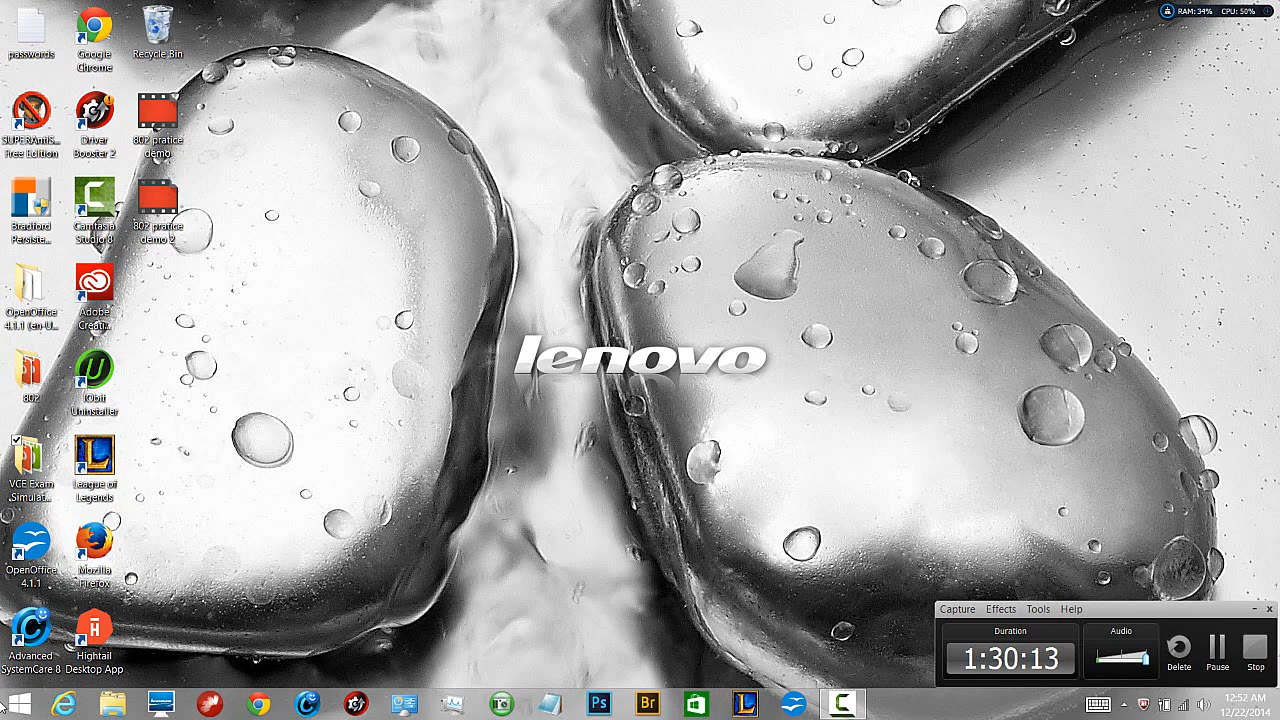 RAM: 34% CPU: 50%
passwords
Google Chrome
Recycle Bin
SUPERAntiS... Free Edition
Driver Booster 2
802 pratice demo
Bradford Persiste...
Camtasia Studio 8
802 pratice demo 2
OpenOffice 4.1.1 (en-U...
Adobe Creati...
802
IObit Uninstaller
lenovo
VCE Exam Simulat...
League of Legends
OpenOffice 4.1.1
Mozilla Firefox
Advanced SystemCare 8
Hightail Desktop App
Capture Effects Tools Help
Duration
Audio
1:30:13
Delete Pause Stop
Ps
Br
12:52 AM
12/22/2014